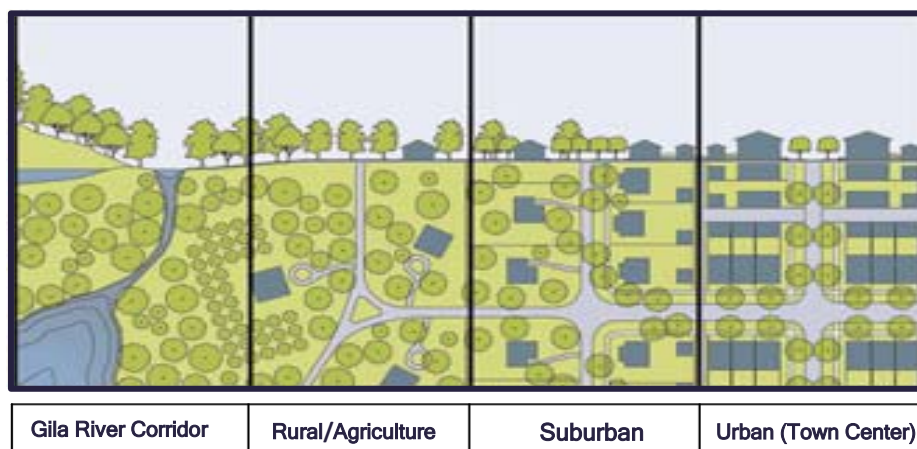 Gila River Corridor
Rural/Agriculture
Suburban
Urban (Town Center)